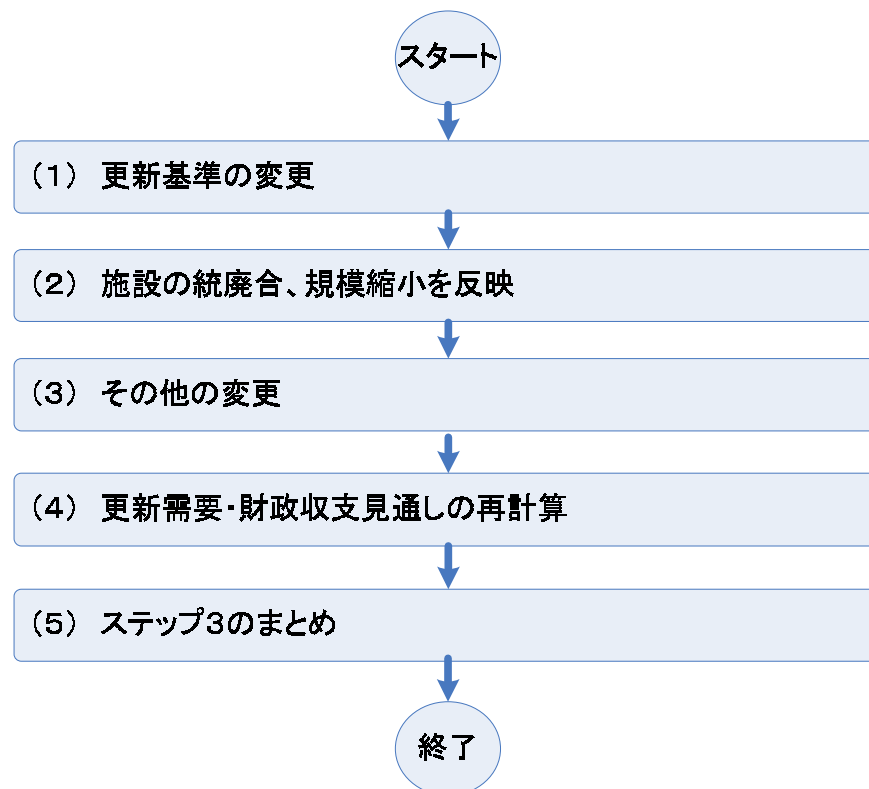 スタート
（1） 更新基準の変更
（2） 施設の統廃合、規模縮小を反映
（3） その他の変更
（4） 更新需要・財政収支見通しの再計算
（5） ステップ3のまとめ
終了